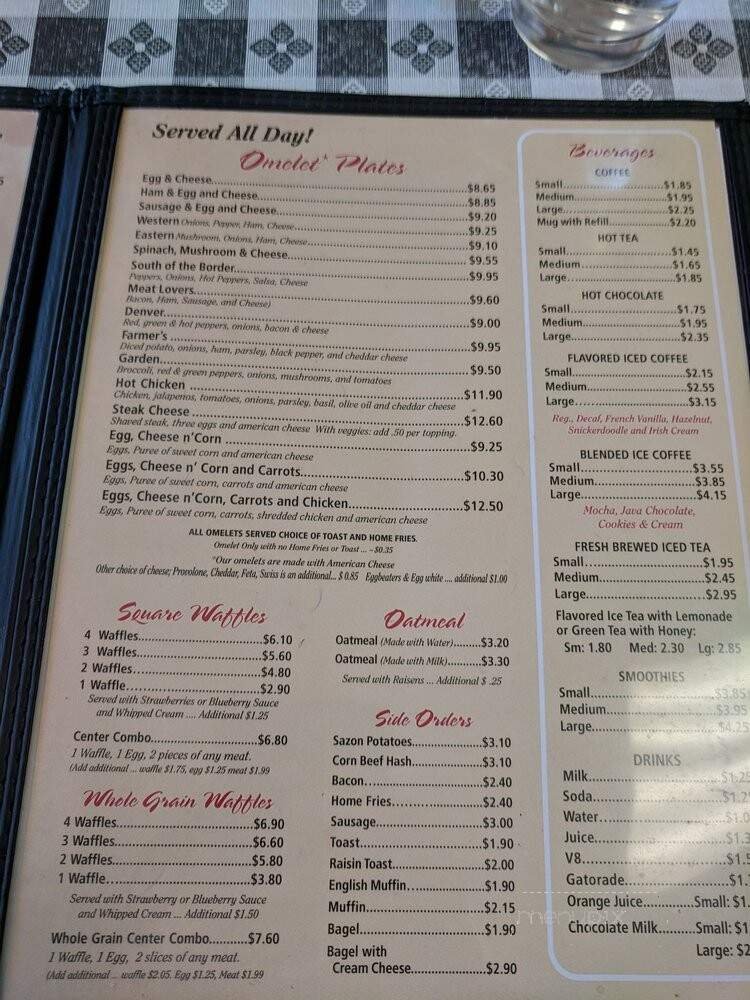 Served All Day!
Omelet* Plates
Egg & Cheese.....$8.65
Ham & Egg and Cheese.....$8.85
Sausage & Egg and Cheese.....$9.20
Western Onions, Pepper, Ham, Cheese.....$9.25
Eastern Mushroom, Onions, Ham, Cheese.....$9.10
Spinach, Mushroom & Cheese.....$9.55
South of the Border.....$9.95
Peppers, Onions, Hot Peppers, Salsa, Cheese
Meat Lovers.....$9.60
Bacon, Ham, Sausage, and Cheese)
Denver.....$9.00
Red, green & hot peppers, onions, bacon & cheese
Farmer's.....$9.95
Diced potato, onions, ham, parsley, black pepper, and cheddar cheese
Garden.....$9.50
Broccoli, red & green peppers, onions, mushrooms, and tomatoes
Hot Chicken.....$11.90
Chicken, jalapenos, tomatoes, onions, parsley, basil, olive oil and cheddar cheese
Steak Cheese.....$12.60
Shaved steak, three eggs and american cheese With veggies: add .50 per topping.
Egg, Cheese n'Corn.....$9.25
Eggs, Puree of sweet corn and american cheese
Eggs, Cheese n' Corn and Carrots.....$10.30
Eggs, Puree of sweet corn, carrots and american cheese
Eggs, Cheese n'Corn, Carrots and Chicken.....$12.50
Eggs, Puree of sweet corn, carrots, shredded chicken and american cheese
ALL OMELETS SERVED CHOICE OF TOAST AND HOME FRIES.
Omelet Only with no Home Fries or Toast ... -$0.35
*Our omelets are made with American Cheese
Other choice of cheese; Provolone, Cheddar, Feta, Swiss is an additional... $ 0.85 Eggbeaters & Egg white .... additional $1.00
Square Waffles
4 Waffles.....$6.10
3 Waffles.....$5.60
2 Waffles.....$4.80
1 Waffle.....$2.90
Served with Strawberries or Blueberry Sauce
and Whipped Cream .... Additional $1.25
Center Combo.....$6.80
1 Waffle, 1 Egg, 2 pieces of any meat.
(Add additional ... waffle $1.75, egg $1.25 meat $1.99
Whole Grain Waffles
4 Waffles.....$6.90
3 Waffles.....$6.60
2 Waffles.....$5.80
1 Waffle.....$3.80
Served with Strawberry or Blueberry Sauce
and Whipped Cream ... Additional $1.50
Whole Grain Center Combo.....$7.60
1 Waffle, 1 Egg, 2 slices of any meat.
(Add additional ... waffle $2.05. Egg $1.25, Meat $1.99
Oatmeal
Oatmeal (Made with Water).....$3.20
Oatmeal (Made with Milk).....$3.30
Served with Raisens ... Additional $ .25
Side Orders
Sazon Potatoes.....$3.10
Corn Beef Hash.....$3.10
Bacon.....$2.40
Home Fries.....$2.40
Sausage.....$3.00
Toast.....$1.90
Raisin Toast.....$2.00
English Muffin.....$1.90
Muffin.....$2.15
Bagel.....$1.90
Bagel with
Cream Cheese.....$2.90
Beverages
COFFEE
Small.....$1.85
Medium.....$1.95
Large.....$2.25
Mug with Refill.....$2.20
HOT TEA
Small.....$1.45
Medium.....$1.65
Large.....$1.85
HOT CHOCOLATE
Small.....$1.75
Medium.....$1.95
Large.....$2.35
FLAVORED ICED COFFEE
Small.....$2.15
Medium.....$2.55
Large.....$3.15
Reg., Decaf, French Vanilla, Hazelnut,
Snickerdoodle and Irish Cream
BLENDED ICE COFFEE
Small.....$3.55
Medium.....$3.85
Large.....$4.15
Mocha, Java Chocolate,
Cookies & Cream
FRESH BREWED ICED TEA
Small.....$1.95
Medium.....$2.45
Large.....$2.95
Flavored Ice Tea with Lemonade
or Green Tea with Honey:
Sm: 1.80 Med: 2.30 Lg: 2.85
SMOOTHIES
Small.....$3.85
Medium.....$3.95
Large.....$4.25
DRINKS
Milk.....$1.25
Soda.....
Water.....
Juice.....
V8.....
Gatorade.....
Orange Juice.....Small: $1.
Chocolate Milk.....Small: $1
Large: $2
menupix